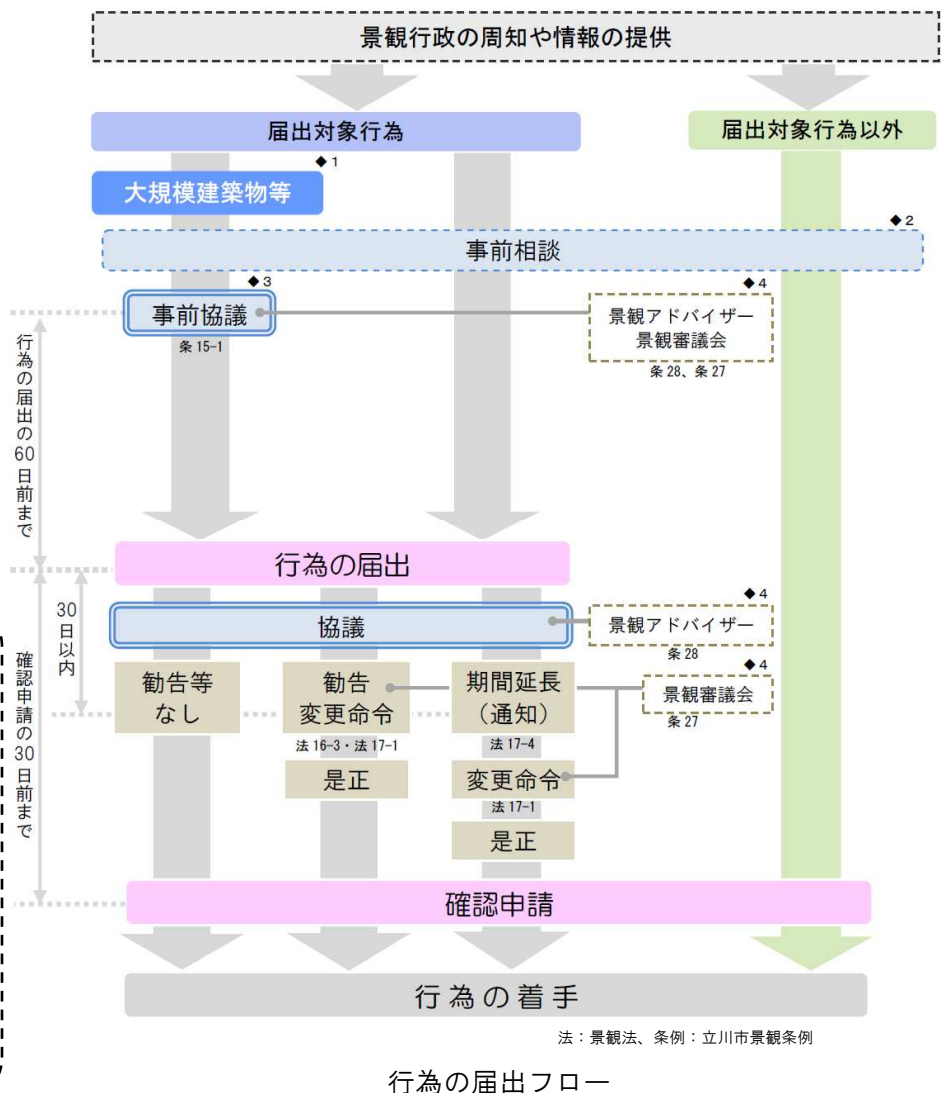 景観行政の周知や情報の提供
届出対象行為
届出対象行為以外
◆1
大規模建築物等
◆2
事前相談
◆3
事前協議
条 15-1
◆4
景観アドバイザー
景観審議会
条 28、条 27
行為の届出の60日前まで
行為の届出
30日以内
確認申請の30日前まで
協議
◆4
景観アドバイザー
条 28
勧告等
なし
勧告
変更命令
法 16-3・法 17-1
是正
期間延長
（通知）
法 17-4
変更命令
法 17-1
是正
◆4
景観審議会
条 27
確認申請
行為の着手
法：景観法、条例：立川市景観条例
行為の届出フロー